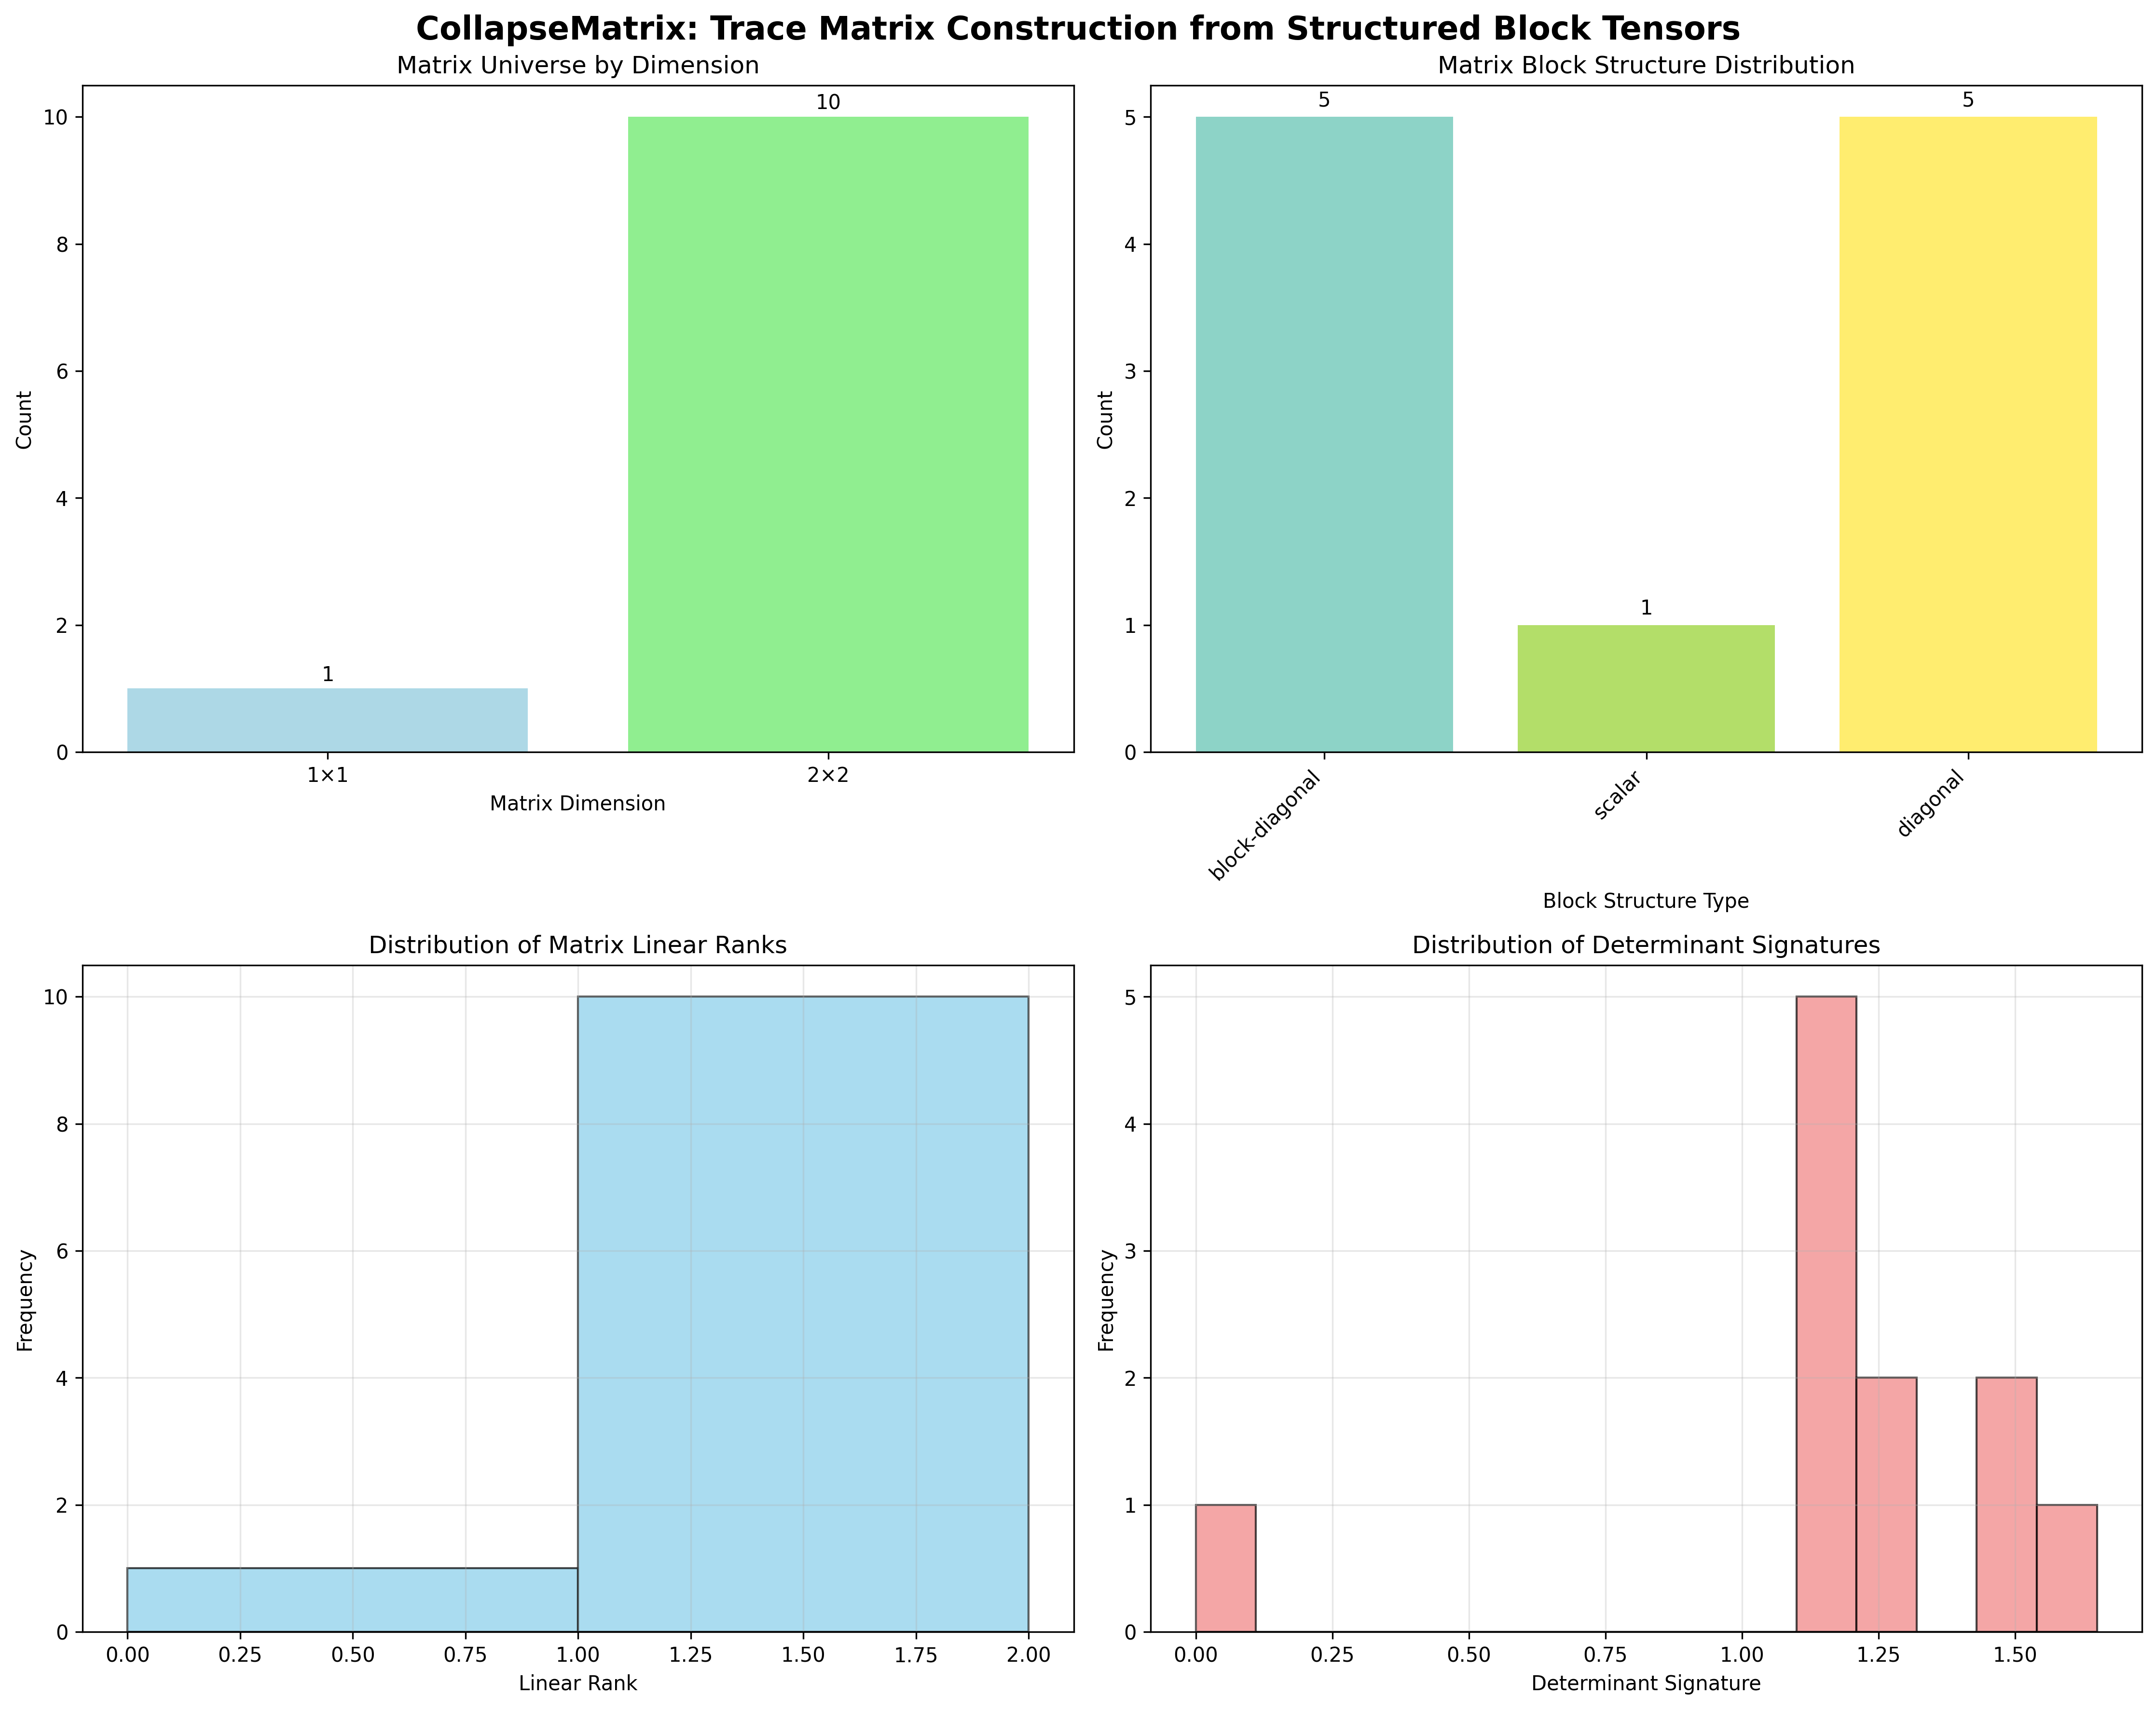 CollapseMatrix: Trace Matrix Construction from Structured Block Tensors
Matrix Universe by Dimension
10
10
8
6
4
2
0
1
Count
1×1
2×2
Matrix Dimension
Matrix Block Structure Distribution
5
5
5
4
3
2
1
0
1
Count
block-diagonal
scalar
diagonal
Block Structure Type
Distribution of Matrix Linear Ranks
10
8
6
4
2
0
Frequency
0.00 0.25 0.50 0.75 1.00 1.25 1.50 1.75 2.00
Linear Rank
Distribution of Determinant Signatures
5
4
3
2
1
0
Frequency
0.00 0.25 0.50 0.75 1.00 1.25 1.50
Determinant Signature